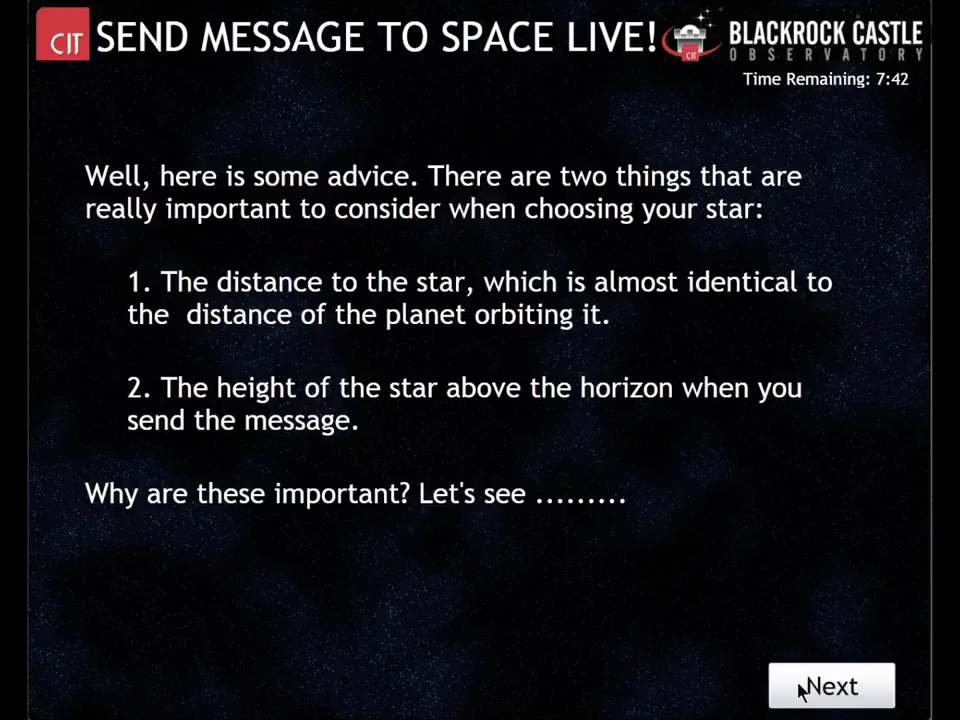 CIT SEND MESSAGE TO SPACE LIVE!
CIT
BLACKROCK CASTLE
OBSERVATORY
Time Remaining: 7:42
Well, here is some advice. There are two things that are
really important to consider when choosing your star:
1. The distance to the star, which is almost identical to
the  distance of the planet orbiting it.
2. The height of the star above the horizon when you
send the message.
Why are these important? Let's see .........
Next